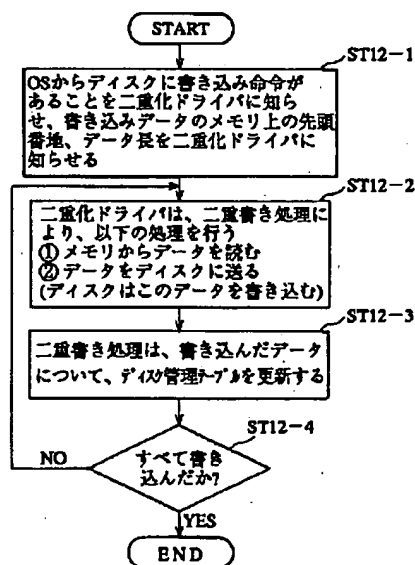 START
ST12-1
OSからディスクに書き込み命令が
あることを二重化ドライバに知ら
せ、書き込みデータのメモリ上の先頭
番地、データ長を二重化ドライバに
知らせる
ST12-2
二重化ドライバは、二重書き処理に
より、以下の処理を行う
①メモリからデータを読む
②データをディスクに送る
(ディスクはこのデータを書き込む)
ST12-3
二重書き処理は、書き込んだデータ
について、ディスク管理テーブルを更新する
ST12-4
すべて書き
込んだか?
NO
YES
END